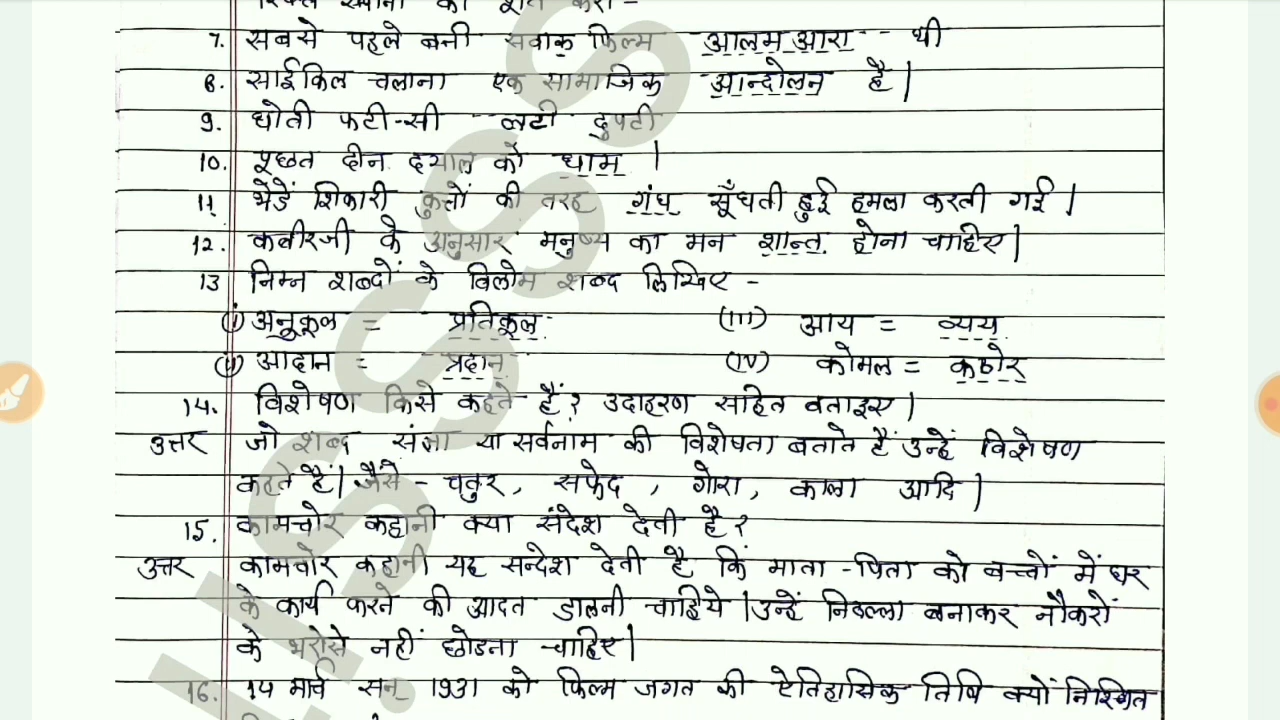 रिक्त स्थानों की पूर्ति करो -
7. सबसे पहले बनी सवाक फिल्म आलम आरा थी
8. साईकिल चलाना एक सामाजिक आन्दोलन है|
9. धोती फटी-सी लटी दुपटी
10. पूछत दीन दयाल को धाम |
11 भेडें शिकारी कुत्तों की तरह गंध सूँघती हुई हमला करती गई |
12. कबीरजी के अनुसार मनुष्य का मन शान्त होना चाहिए|
13 निम्न शब्दों के विलोम शब्द लिखिए -
(i) अनुकूल = प्रतिकूल (III) आय = व्यय
(ii) आदान = प्रदान (IV) कोमल = कठोर
14. विशेषण किसे कहते हैं? उदाहरण सहित बताइए |
उत्तर जो शब्द संज्ञा या सर्वनाम की विशेषता बताते हैं उन्हें विशेषण
कहते हैं| जैसे - चतुर, सफेद, गोरा, काला आदि |
15. कामचोर कहानी क्या संदेश देती है?
उत्तर कामचोर कहानी यह सन्देश देती है कि माता-पिता को बच्चों में घर
के कार्य करने की आदत डालनी चाहिये | उन्हें निठल्ला बनाकर नौकरों
के भरोसे नहीं छोडना चाहिए|
16. 14 मार्च सन् 1931 को फिल्म जगत की ऐतिहासिक तिथि क्यों निश्चित